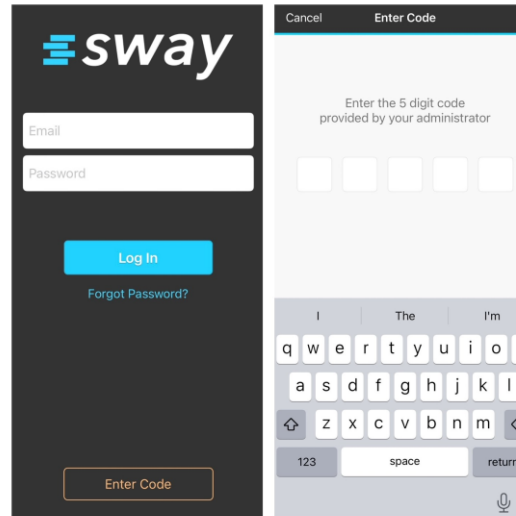 sway
Email
Password
Log In
Forgot Password?
Enter Code
Cancel Enter Code
Enter the 5 digit code
provided by your administrator
I The I'm
q w e r t y u i o
a s d f g h j k l
z x c v b n m
123 space return